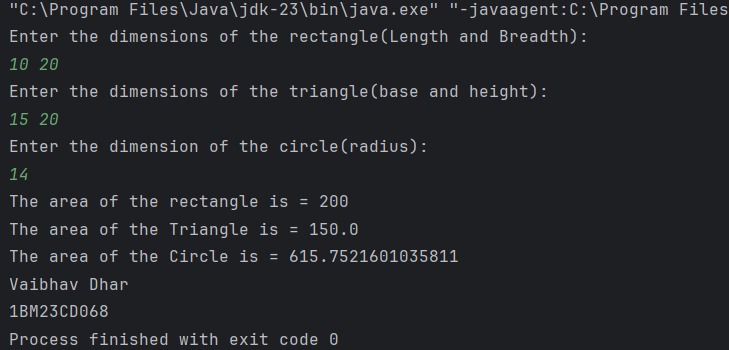 "C:\Program Files\Java\jdk-23\bin\java.exe" "-javaagent:C:\Program Files
Enter the dimensions of the rectangle(Length and Breadth):
10 20
Enter the dimensions of the triangle(base and height):
15 20
Enter the dimension of the circle(radius):
14
The area of the rectangle is = 200
The area of the Triangle is = 150.0
The area of the Circle is = 615.7521601035811
Vaibhav Dhar
1BM23CD068
Process finished with exit code 0